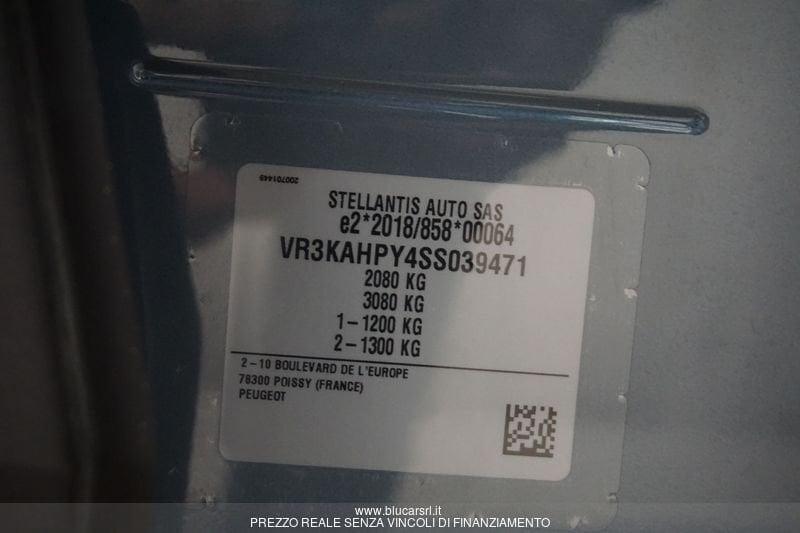 200701449
STELLANTIS AUTO SAS
e2*2018/858*00064
VR3KAHPY4SS039471
2080 KG
3080 KG
1-1200 KG
2-1300 KG
2-10 BOULEVARD DE L'EUROPE
78300 POISSY (FRANCE)
PEUGEOT
www.blucarsrl.it
PREZZO REALE SENZA VINCOLI DI FINANZIAMENTO